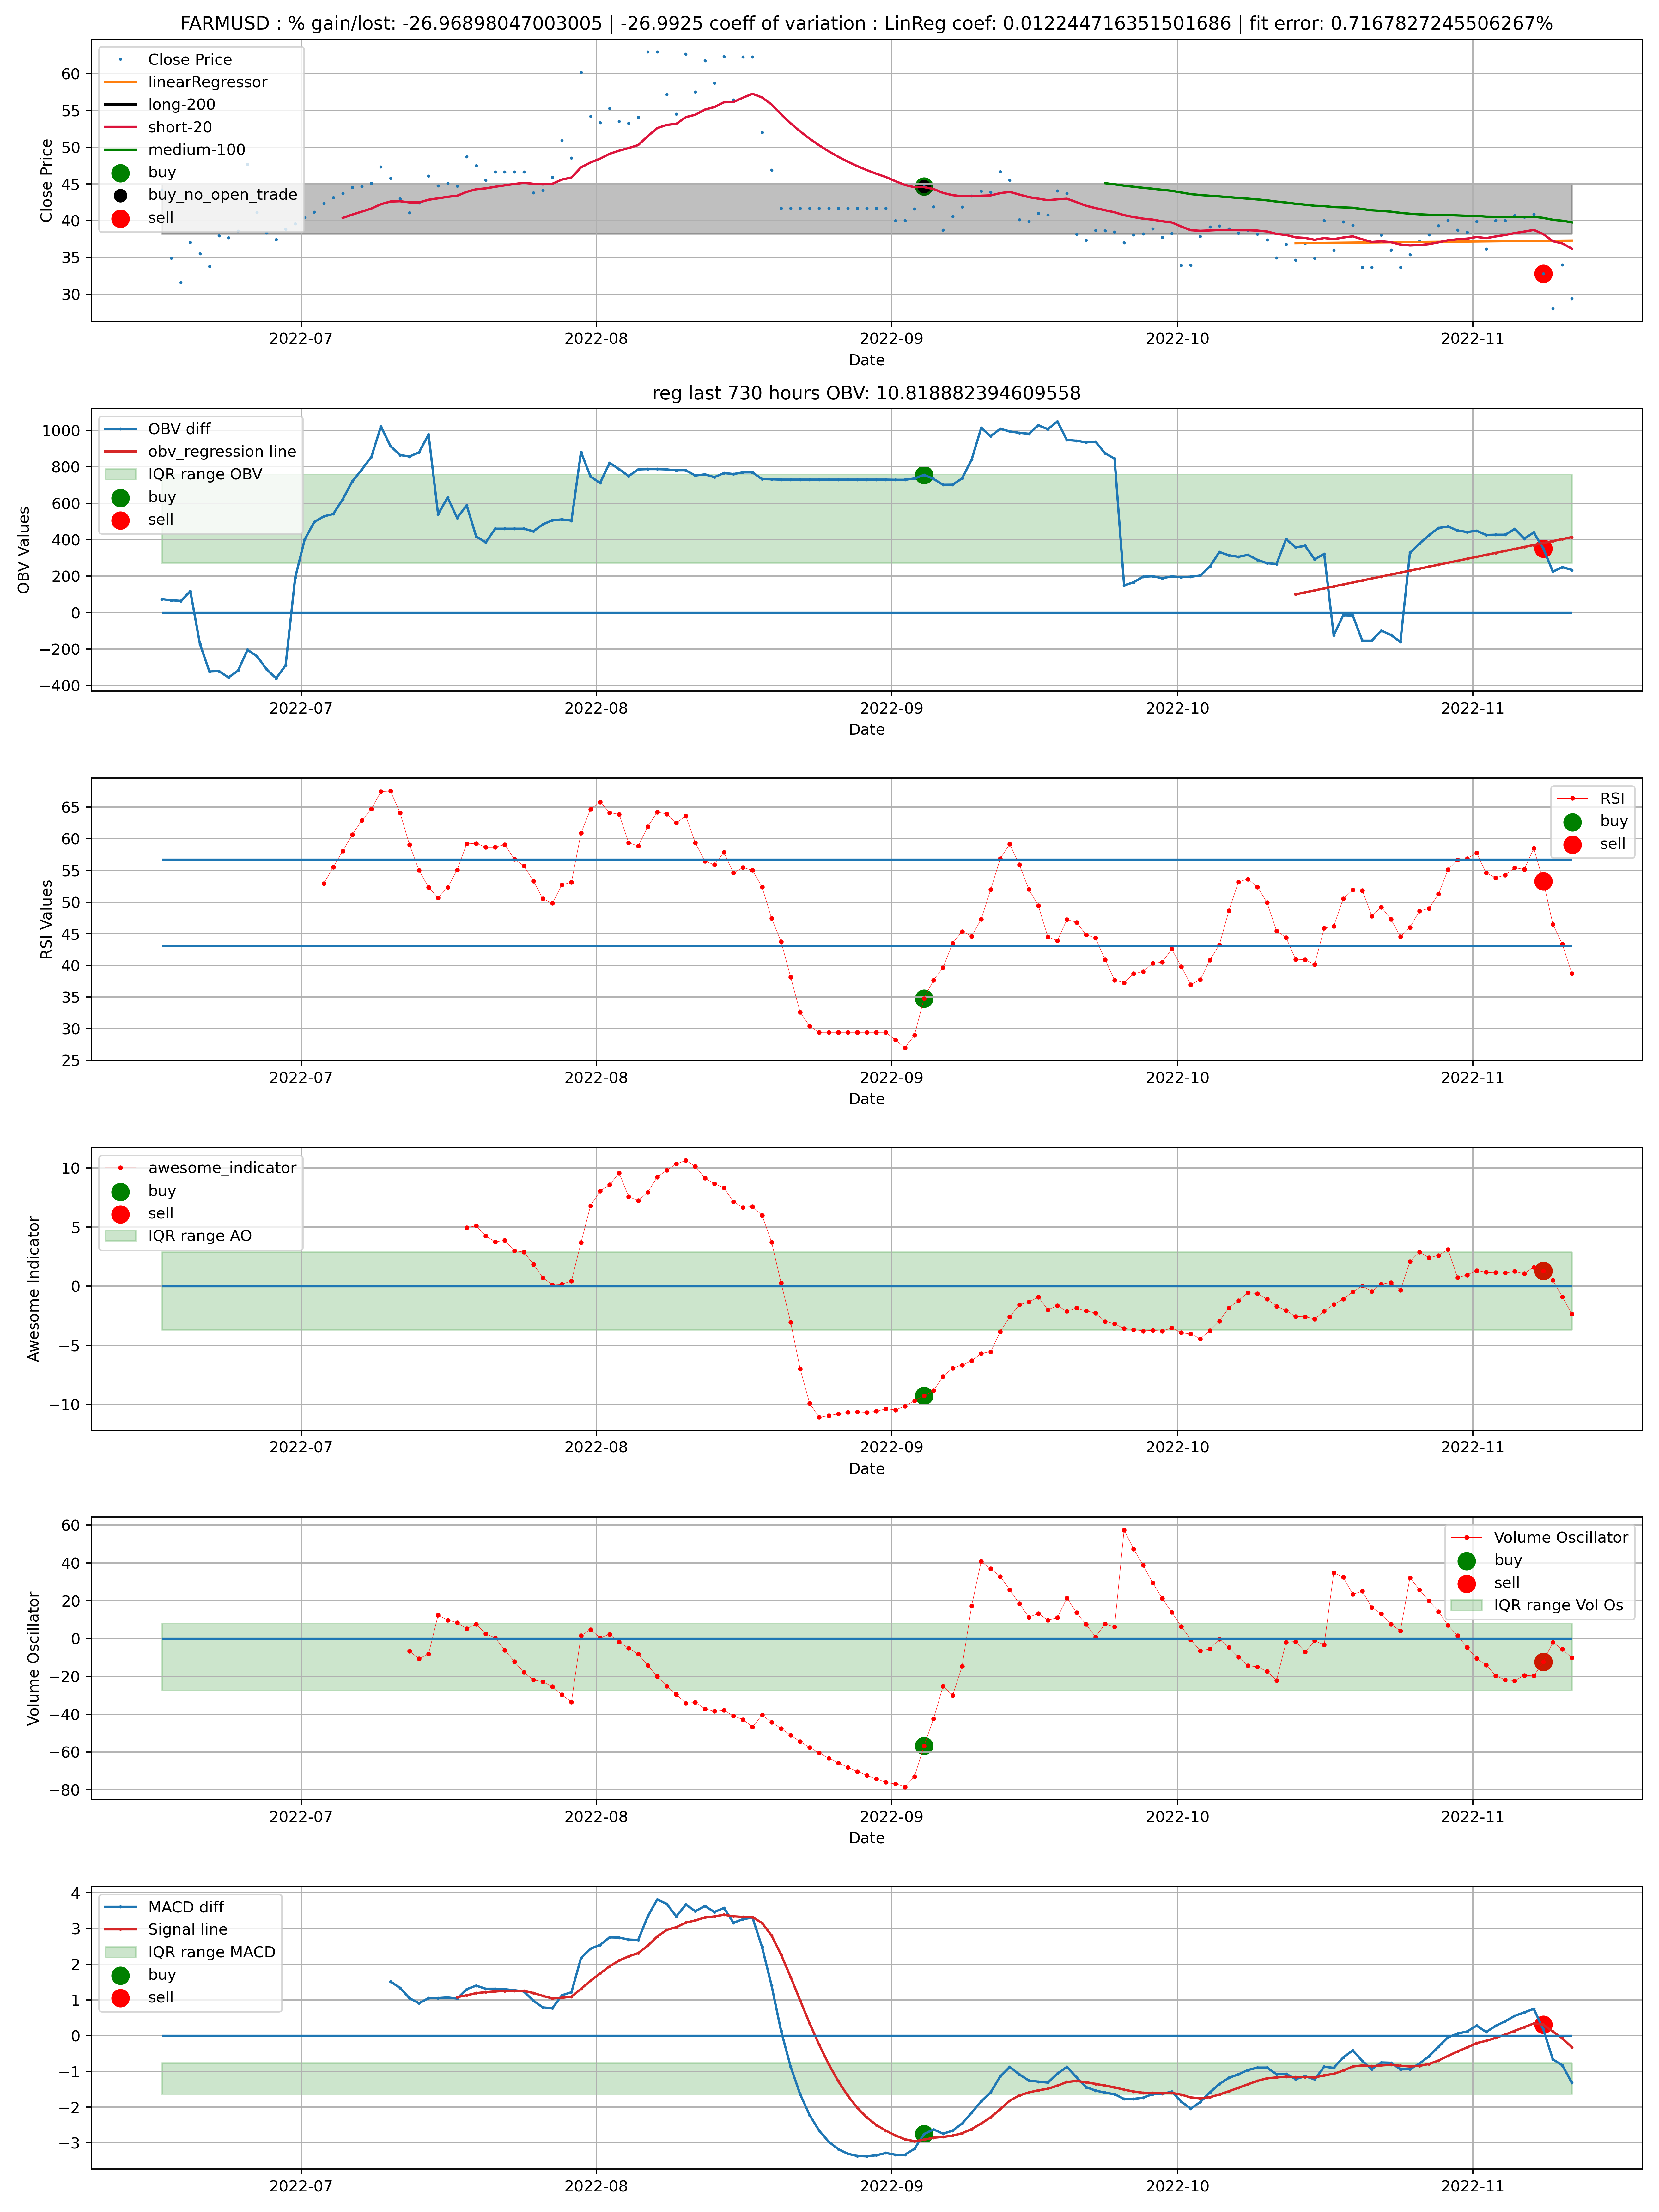 FARMUSD : % gain/lost: -26.96898047003005 | -26.9925 coeff of variation : LinReg coef: 0.012244716351501686 | fit error: 0.7167827245506267%
Close Price
60
55
50
45
40
35
30
Close Price
linearRegressor
long-200
short-20
medium-100
buy
buy_no_open_trade
sell
2022-07 2022-08 2022-09 2022-10 2022-11
Date
reg last 730 hours OBV: 10.818882394609558
OBV Values
1000
800
600
400
200
0
−200
−400
OBV diff
obv_regression line
IQR range OBV
buy
sell
2022-07 2022-08 2022-09 2022-10 2022-11
Date
RSI Values
65
60
55
50
45
40
35
30
25
RSI
buy
sell
2022-07 2022-08 2022-09 2022-10 2022-11
Date
Awesome Indicator
10
5
0
−5
−10
awesome_indicator
buy
sell
IQR range AO
2022-07 2022-08 2022-09 2022-10 2022-11
Date
Volume Oscillator
60
40
20
0
−20
−40
−60
−80
Volume Oscillator
buy
sell
IQR range Vol Os
2022-07 2022-08 2022-09 2022-10 2022-11
Date
4
3
2
1
0
−1
−2
−3
MACD diff
Signal line
IQR range MACD
buy
sell
2022-07 2022-08 2022-09 2022-10 2022-11